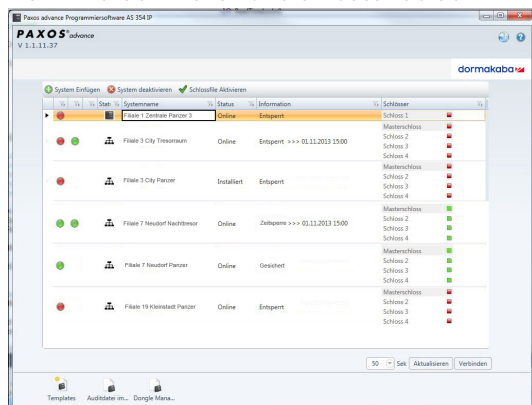 Paxos advance Programmiersoftware AS 354 IP
PAXOS® advance
V 1.1.11.37
dormakaba
System Einfügen System deaktivieren Schlossfile Aktivieren
Stati Systemname Status Information Schlösser
Filiale 1 Zentrale Panzer 3 Online Entsperrt Schloss 1
Masterschloss
Filiale 3 City Tresorraum Online Entsperrt >>> 01.11.2013 15:00 Schloss 2
Schloss 3
Schloss 4
Masterschloss
Filiale 3 City Panzer Installiert Entsperrt Schloss 2
Schloss 3
Schloss 4
Masterschloss
Filiale 7 Neudorf Nachttresor Online Zeitsperre >>> 01.11.2013 15:00 Schloss 2
Schloss 3
Schloss 4
Masterschloss
Filiale 7 Neudorf Panzer Online Gesichert Schloss 2
Schloss 3
Schloss 4
Masterschloss
Filiale 19 Kleinstadt Panzer Online Entsperrt Schloss 2
Schloss 3
Schloss 4
50 Sek Aktualisieren Verbinden
Templates Auditdatei im... Dongle Mana...